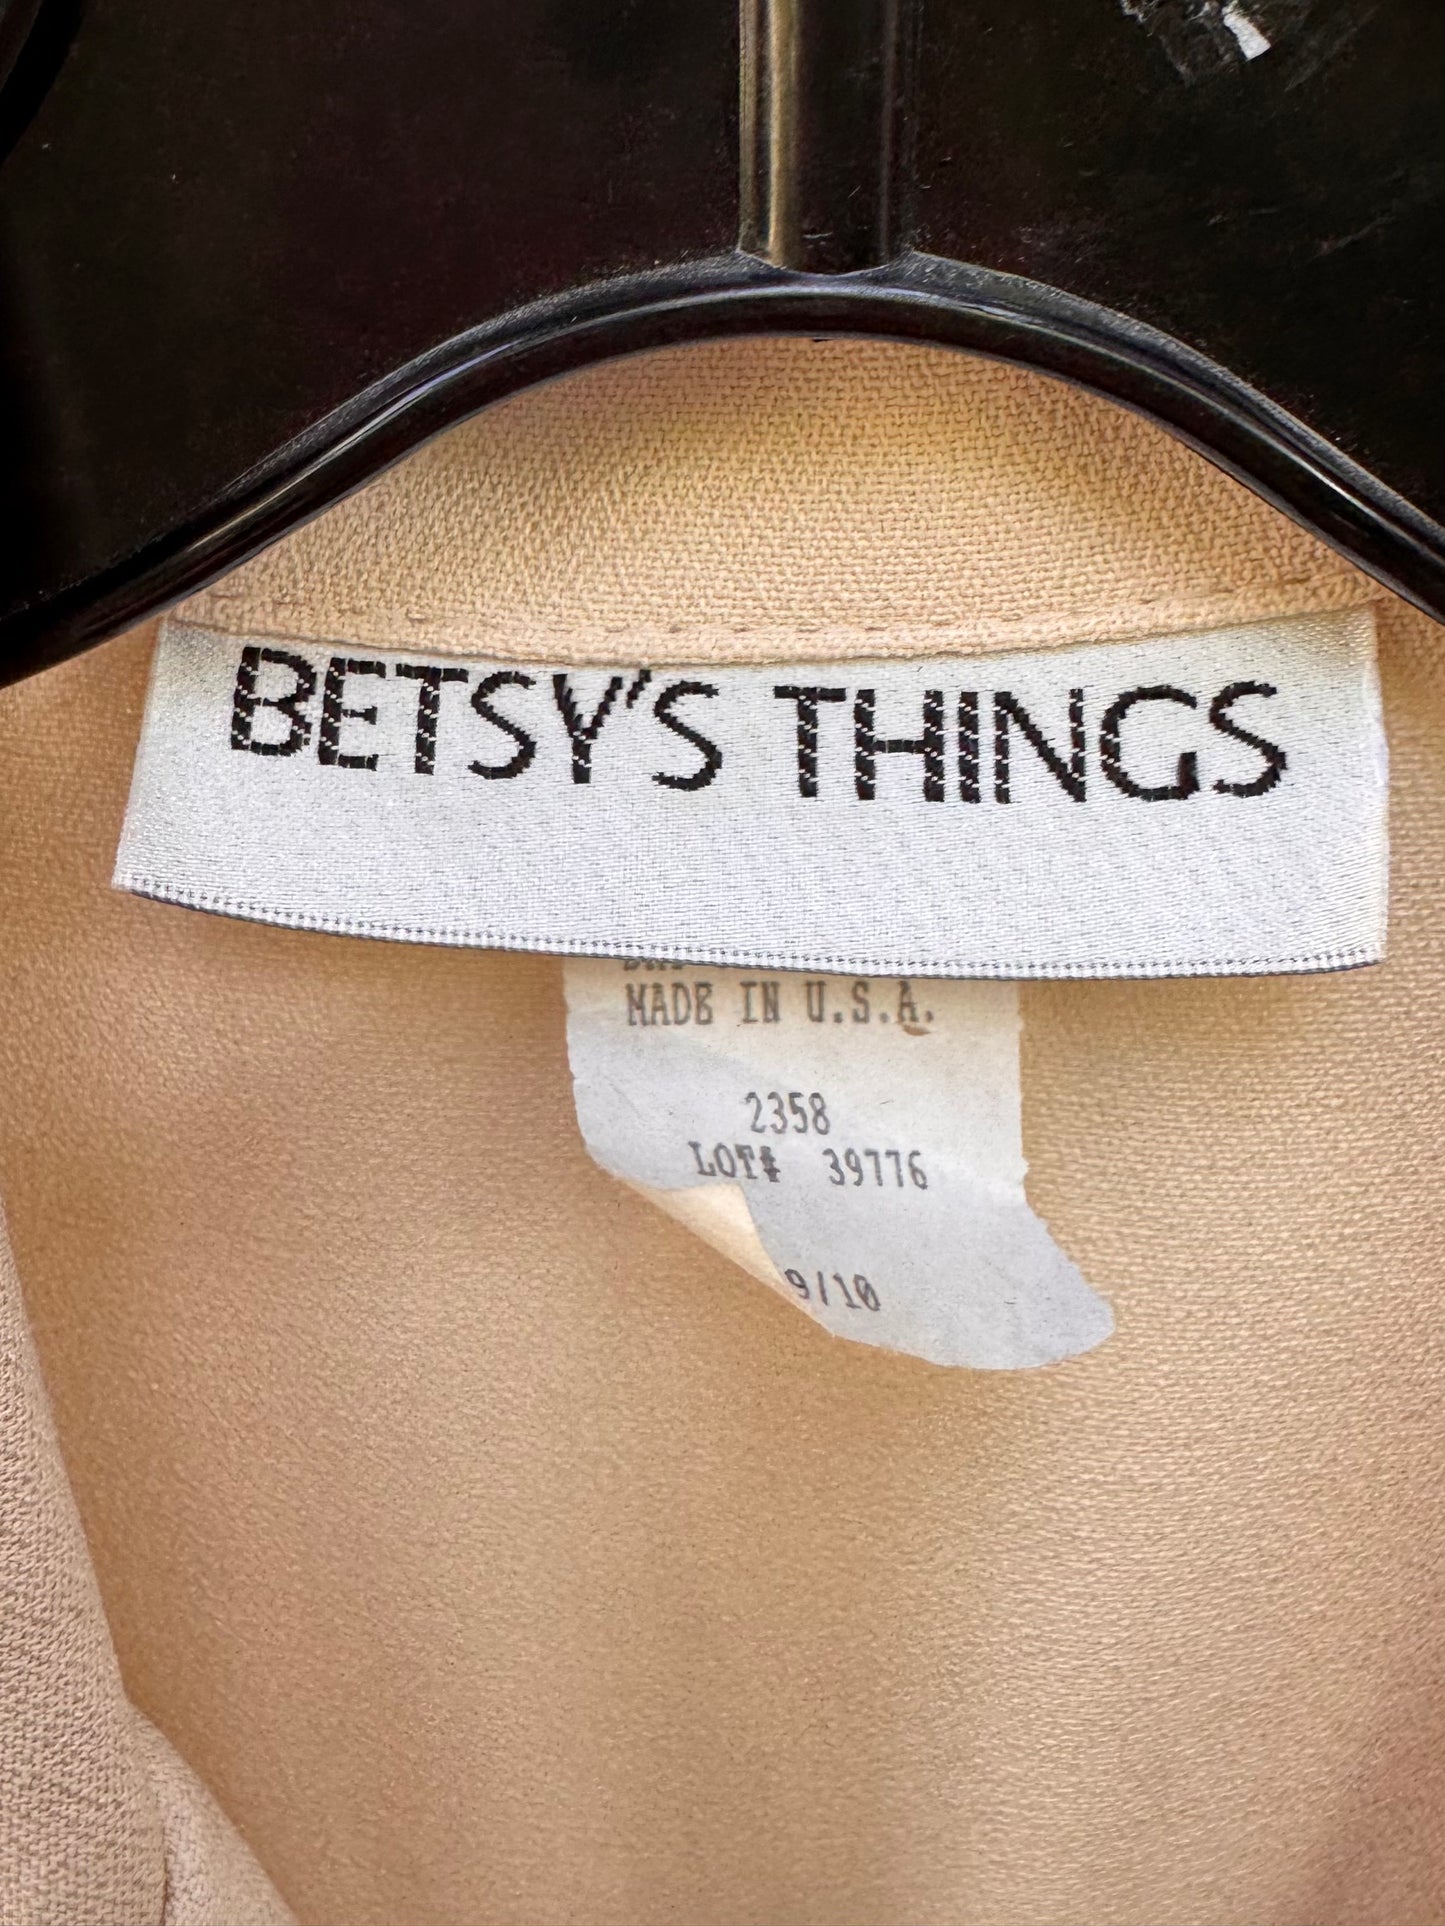 BETSY'S THINGS
MADE IN U.S.A.
2358
LOT# 39776
9/10